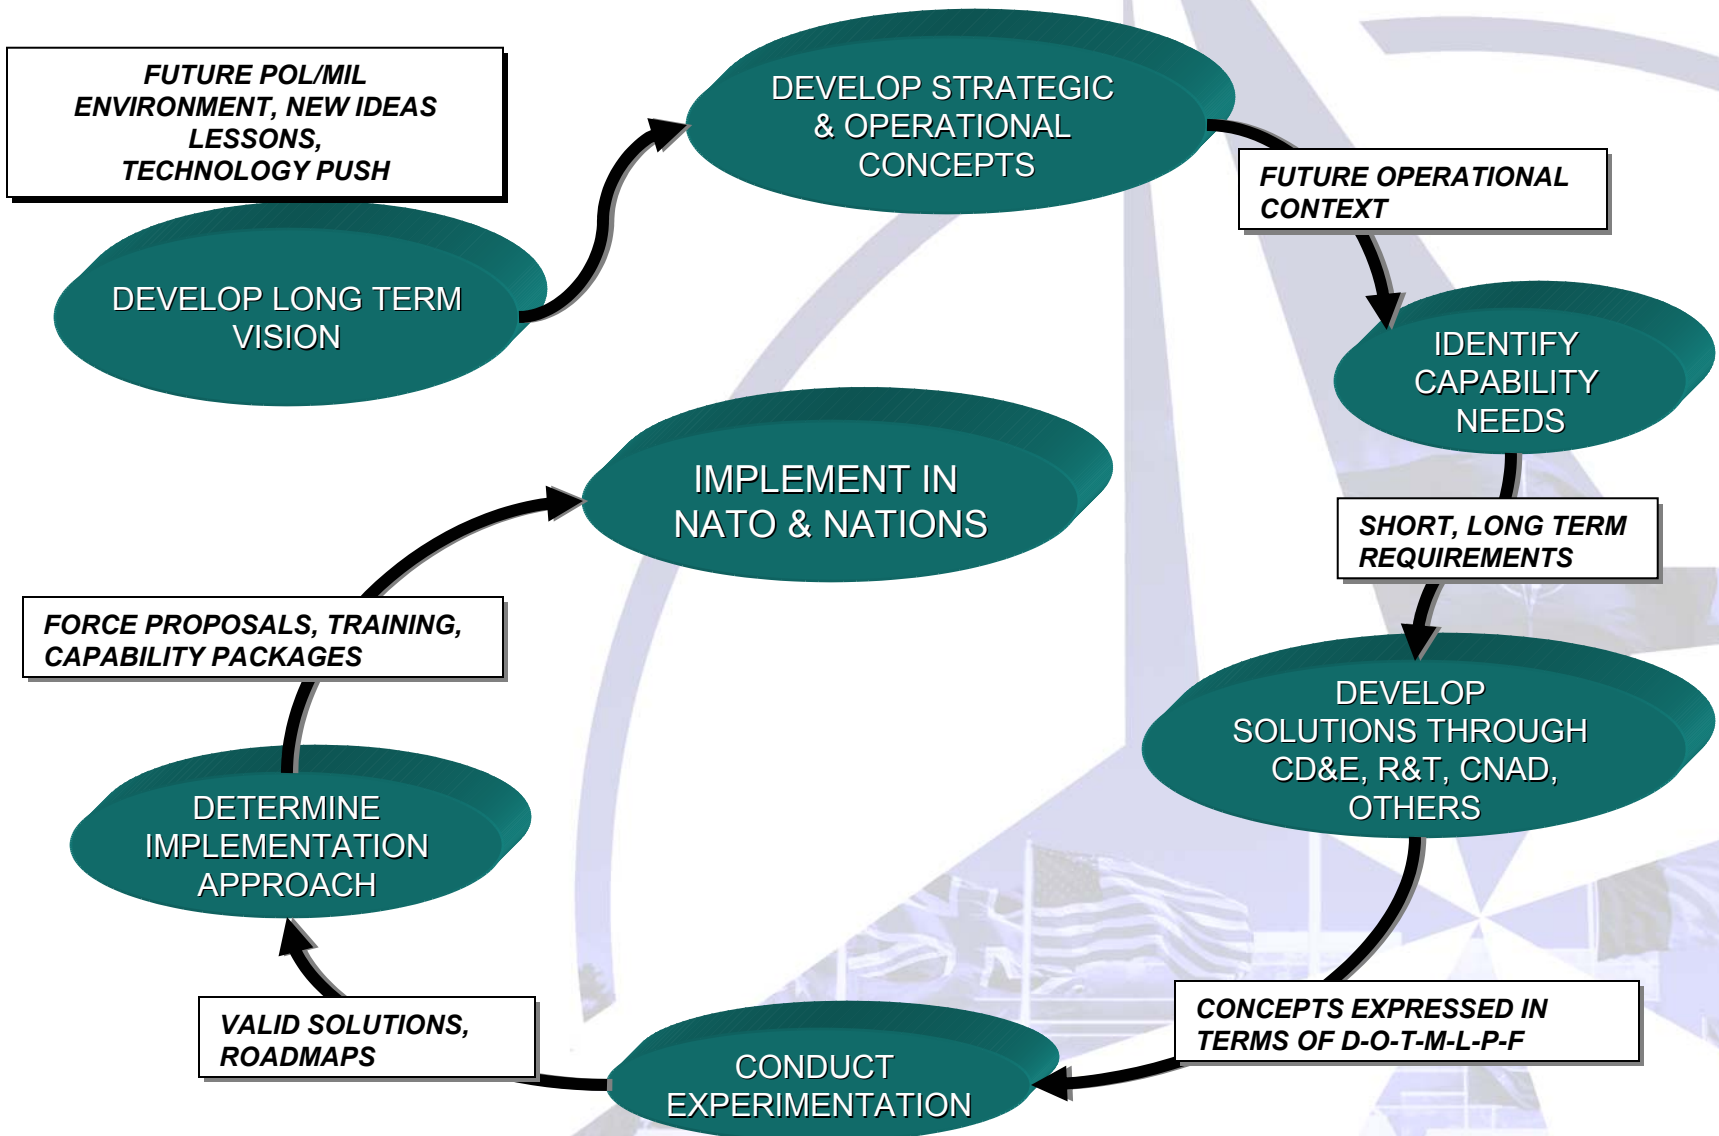 FUTURE POL/MIL
ENVIRONMENT, NEW IDEAS
LESSONS,
TECHNOLOGY PUSH
DEVELOP LONG TERM
VISION
DEVELOP STRATEGIC
& OPERATIONAL
CONCEPTS
FUTURE OPERATIONAL
CONTEXT
IDENTIFY
CAPABILITY
NEEDS
SHORT, LONG TERM
REQUIREMENTS
DEVELOP
SOLUTIONS THROUGH
CD&E, R&T, CNAD,
OTHERS
CONCEPTS EXPRESSED IN
TERMS OF D-O-T-M-L-P-F
CONDUCT
EXPERIMENTATION
VALID SOLUTIONS,
ROADMAPS
DETERMINE
IMPLEMENTATION
APPROACH
FORCE PROPOSALS, TRAINING,
CAPABILITY PACKAGES
IMPLEMENT IN
NATO & NATIONS